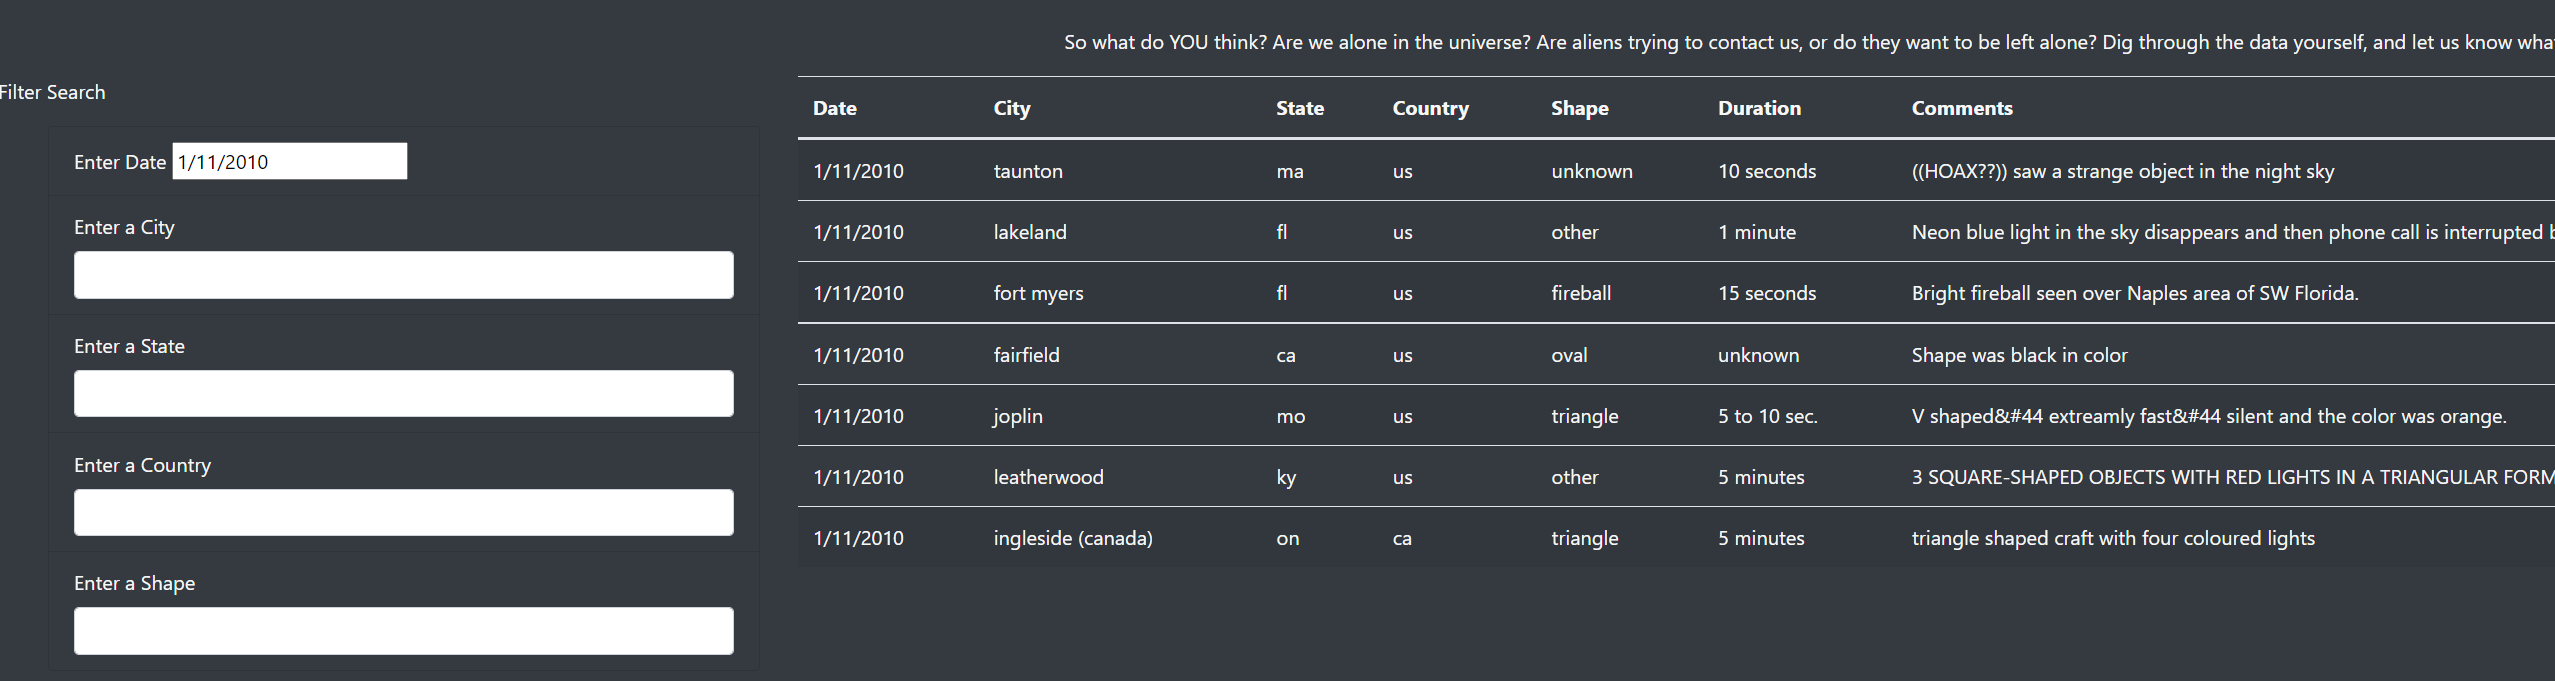 So what do YOU think? Are we alone in the universe? Are aliens trying to contact us, or do they want to be left alone? Dig through the data yourself, and let us know
Filter Search
Enter Date 1/11/2010
Enter a City
Enter a State
Enter a Country
Enter a Shape
Date City State Country Shape Duration Comments
1/11/2010 taunton ma us unknown 10 seconds ((HOAX??)) saw a strange object in the night sky
1/11/2010 lakeland fl us other 1 minute Neon blue light in the sky disappears and then phone call is interrupted
1/11/2010 fort myers fl us fireball 15 seconds Bright fireball seen over Naples area of SW Florida.
1/11/2010 fairfield ca us oval unknown Shape was black in color
1/11/2010 joplin mo us triangle 5 to 10 sec. V shaped&#44 extreamly fast&#44 silent and the color was orange.
1/11/2010 leatherwood ky us other 5 minutes 3 SQUARE-SHAPED OBJECTS WITH RED LIGHTS IN A TRIANGULAR
1/11/2010 ingleside (canada) on ca triangle 5 minutes triangle shaped craft with four coloured lights